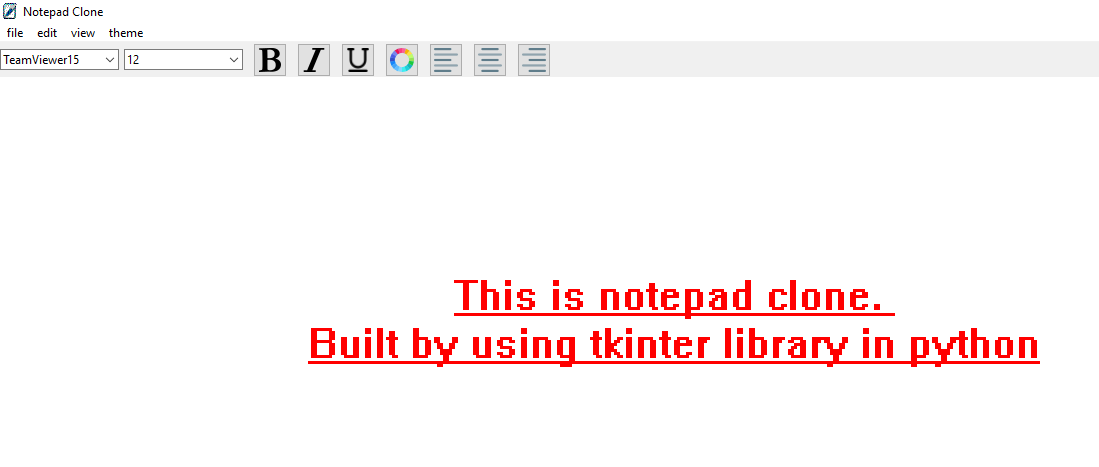 Notepad Clone
file edit view theme
TeamViewer15 12 B I U
This is notepad clone.
Built by using tkinter library in python